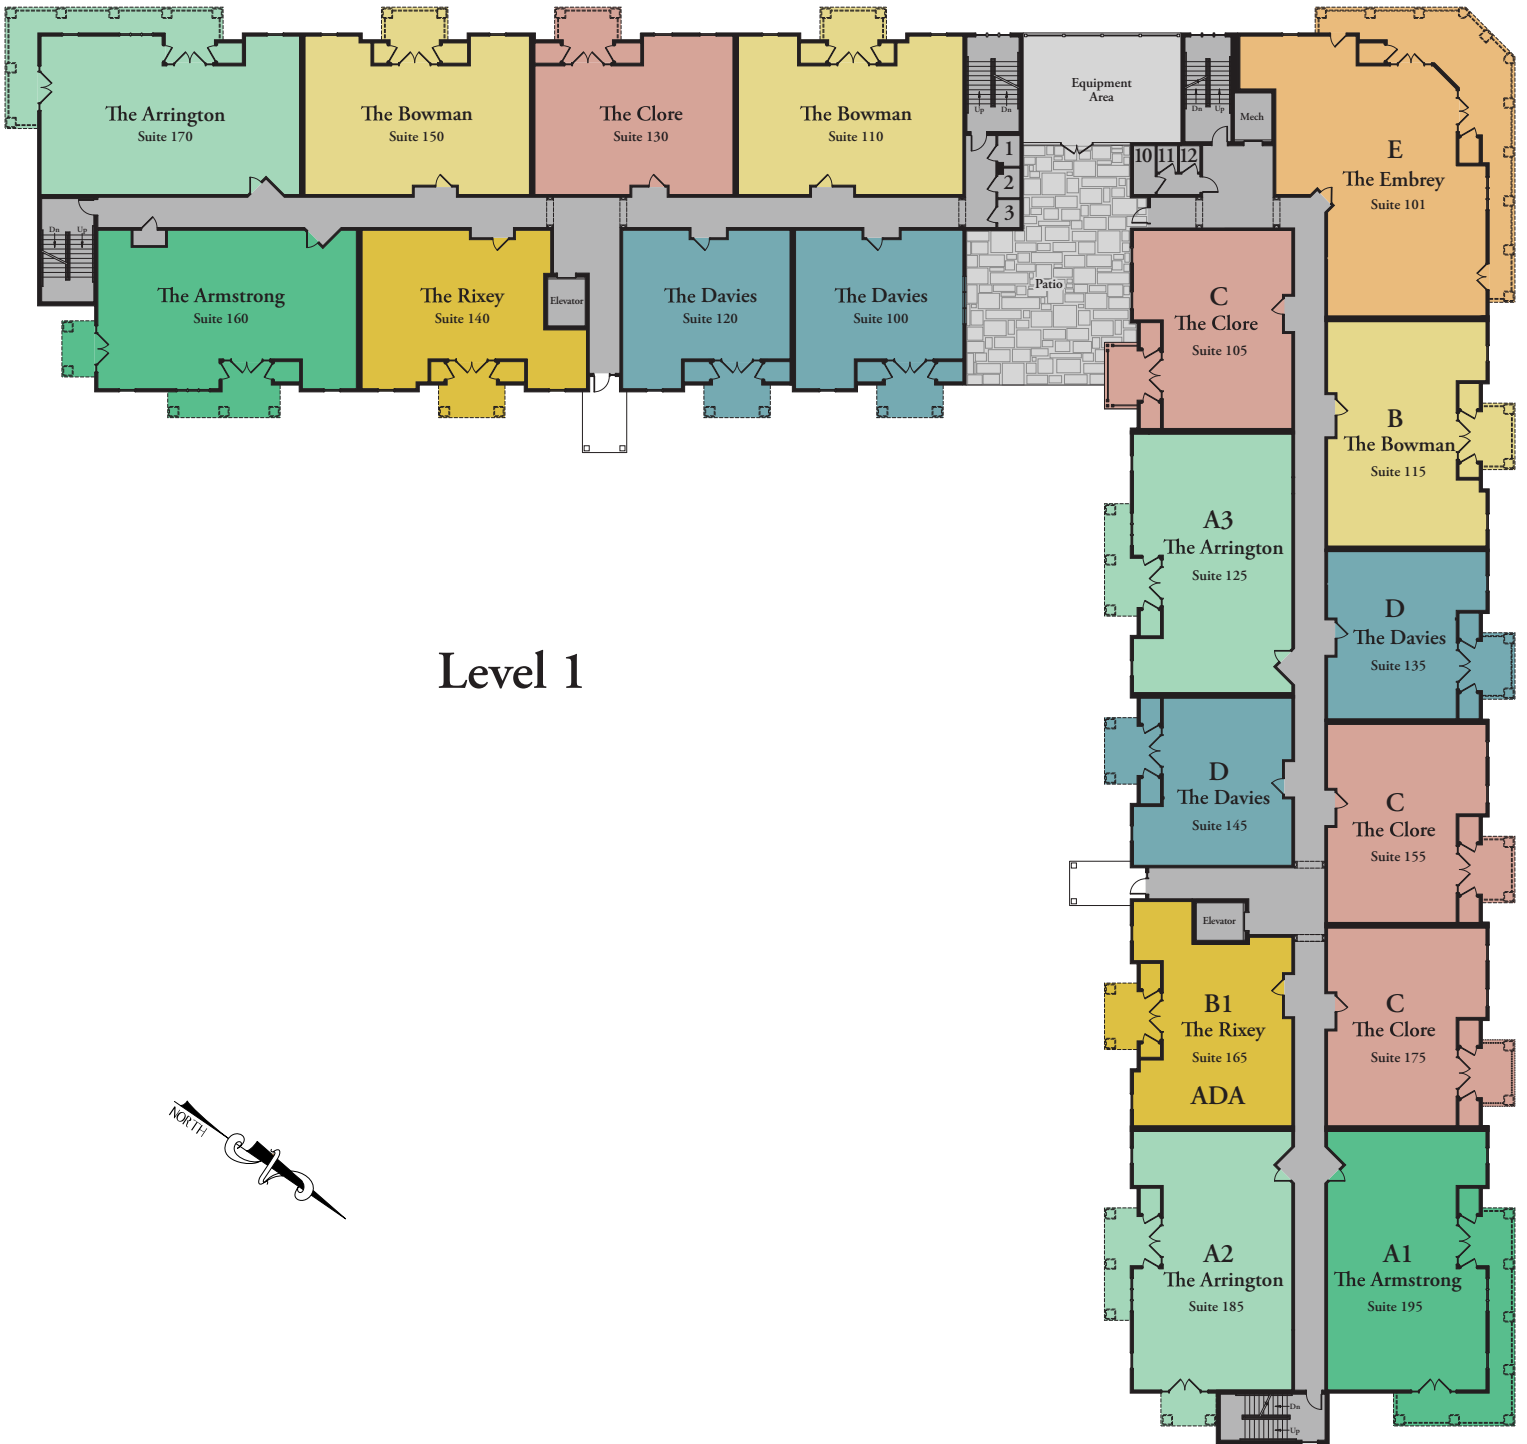 The Arrington
Suite 170
The Bowman
Suite 150
The Clore
Suite 130
The Bowman
Suite 110
Up Dn
Equipment
Area
Dn Up
Mech
1
2
3
10 11 12
E
The Embrey
Suite 101
Dn Up
The Armstrong
Suite 160
The Rixey
Suite 140
Elevator
The Davies
Suite 120
The Davies
Suite 100
Patio
C
The Clore
Suite 105
B
The Bowman
Suite 115
A3
The Arrington
Suite 125
D
The Davies
Suite 135
Level 1
D
The Davies
Suite 145
C
The Clore
Suite 155
Elevator
B1
The Rixey
Suite 165
ADA
C
The Clore
Suite 175
NORTH
A2
The Arrington
Suite 185
A1
The Armstrong
Suite 195
Dn
Up